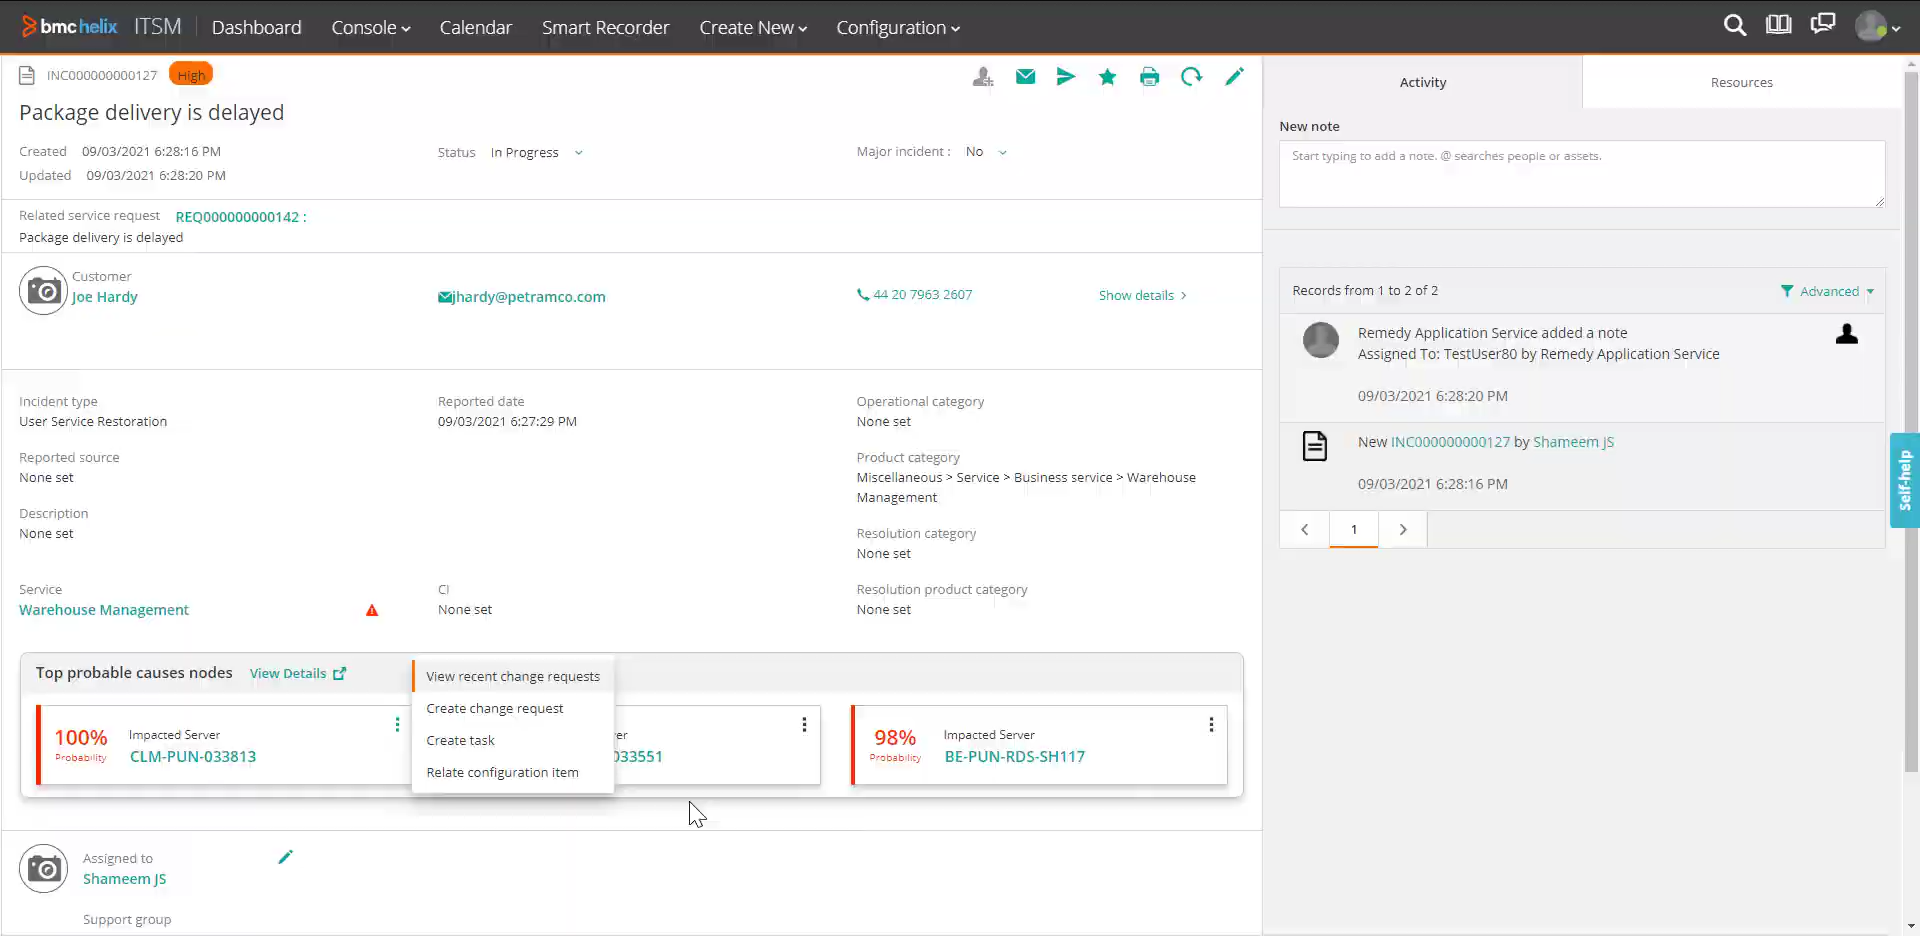 bmc helix ITSM Dashboard Console Calendar Smart Recorder Create New Configuration
INC000000000127 High
Package delivery is delayed
Created 09/03/2021 6:28:16 PM Status In Progress Major incident : No
Updated 09/03/2021 6:28:20 PM
Related service request REQ000000000142 :
Package delivery is delayed
Customer
Joe Hardy jhardy@petramco.com 44 20 7963 2607 Show details
Incident type
User Service Restoration
Reported date
09/03/2021 6:27:29 PM
Operational category
None set
Reported source
None set
Product category
Miscellaneous > Service > Business service > Warehouse
Management
Description
None set
Resolution category
None set
Service
Warehouse Management
CI
None set
Resolution product category
None set
Top probable causes nodes View Details
View recent change requests
Create change request
Create task
Relate configuration item
100%
Probability
Impacted Server
CLM-PUN-033813
er
033551
98%
Probability
Impacted Server
BE-PUN-RDS-SH117
Assigned to
Shameem JS
Support group
Activity Resources
New note
Start typing to add a note. @ searches people or assets.
Records from 1 to 2 of 2 Advanced
Remedy Application Service added a note
Assigned To: TestUser80 by Remedy Application Service
09/03/2021 6:28:20 PM
New INC000000000127 by Shameem JS
09/03/2021 6:28:16 PM
1
Self-help